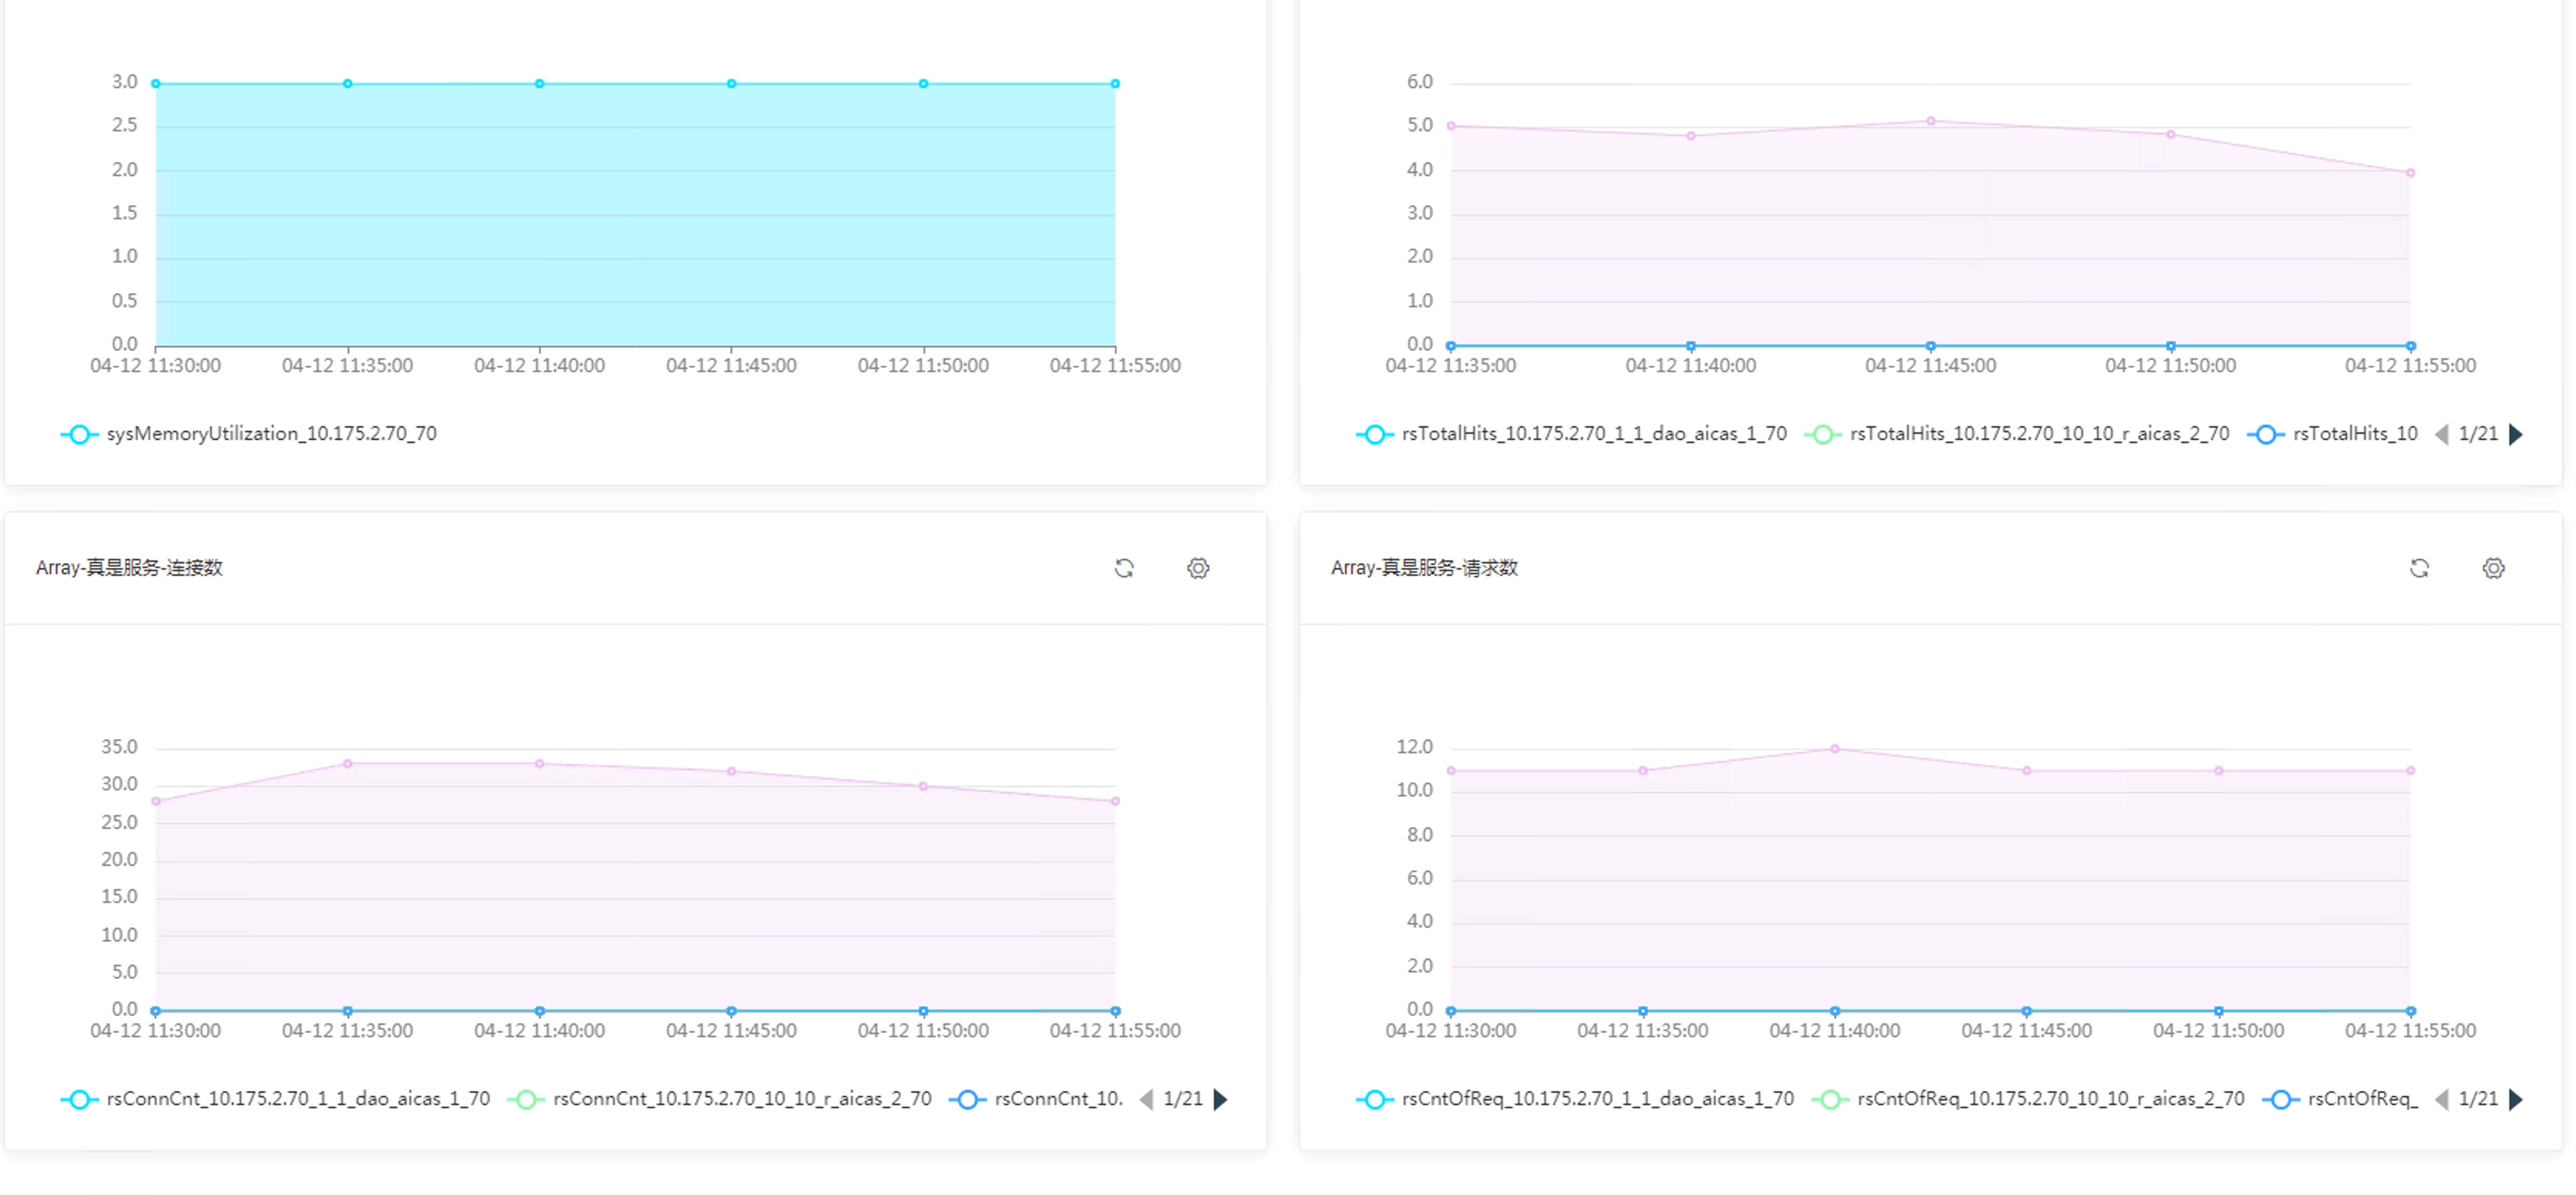 3.0
2.5
2.0
1.5
1.0
0.5
0.0
04-12 11:30:00 04-12 11:35:00 04-12 11:40:00 04-12 11:45:00 04-12 11:50:00 04-12 11:55:00
sysMemoryUtilization_10.175.2.70_70
6.0
5.0
4.0
3.0
2.0
1.0
0.0
04-12 11:35:00 04-12 11:40:00 04-12 11:45:00 04-12 11:50:00 04-12 11:55:00
rsTotalHits_10.175.2.70_1_1_dao_aicas_1_70 rsTotalHits_10.175.2.70_10_10_r_aicas_2_70 rsTotalHits_10 1/21
Array-真是服务-连接数
35.0
30.0
25.0
20.0
15.0
10.0
5.0
0.0
04-12 11:30:00 04-12 11:35:00 04-12 11:40:00 04-12 11:45:00 04-12 11:50:00 04-12 11:55:00
rsConnCnt_10.175.2.70_1_1_dao_aicas_1_70 rsConnCnt_10.175.2.70_10_10_r_aicas_2_70 rsConnCnt_10. 1/21
Array-真是服务-请求数
12.0
10.0
8.0
6.0
4.0
2.0
0.0
04-12 11:30:00 04-12 11:35:00 04-12 11:40:00 04-12 11:45:00 04-12 11:50:00 04-12 11:55:00
rsCntOfReq_10.175.2.70_1_1_dao_aicas_1_70 rsCntOfReq_10.175.2.70_10_10_r_aicas_2_70 rsCntOfReq_ 1/21